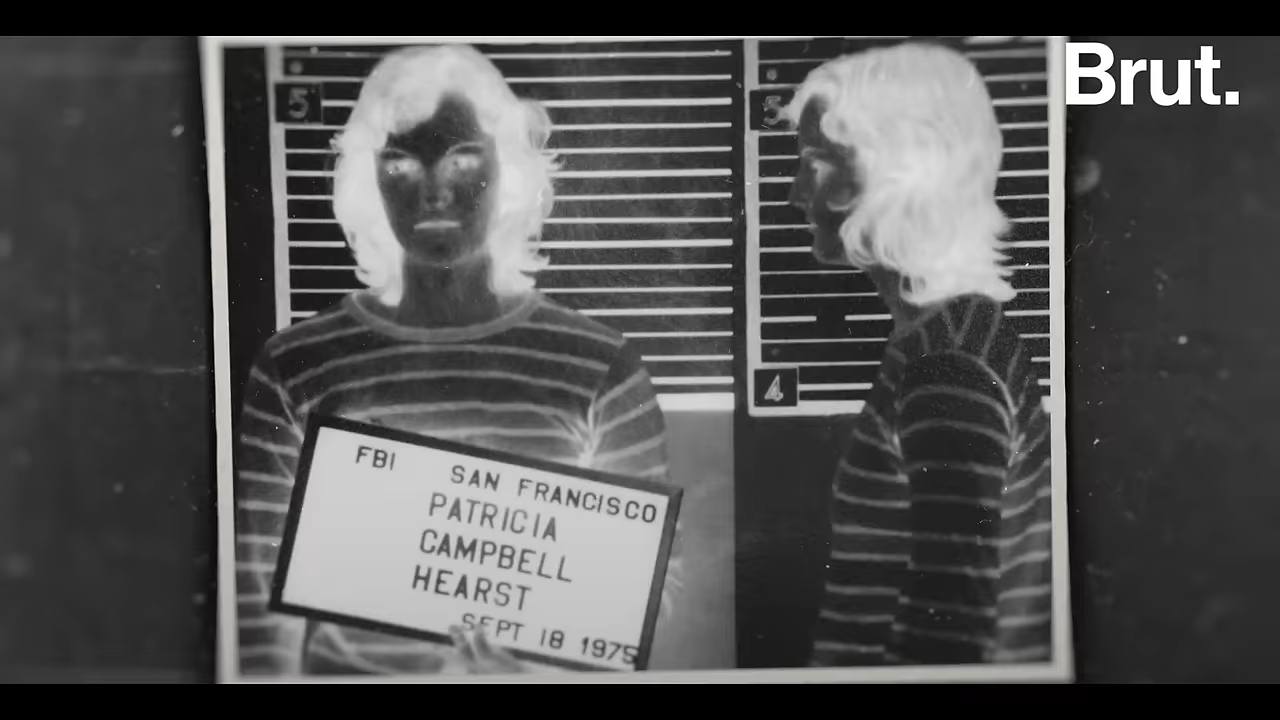 Brut.
5
5
4
FBI SAN FRANCISCO
PATRICIA
CAMPBELL
HEARST
SEPT 18 1975